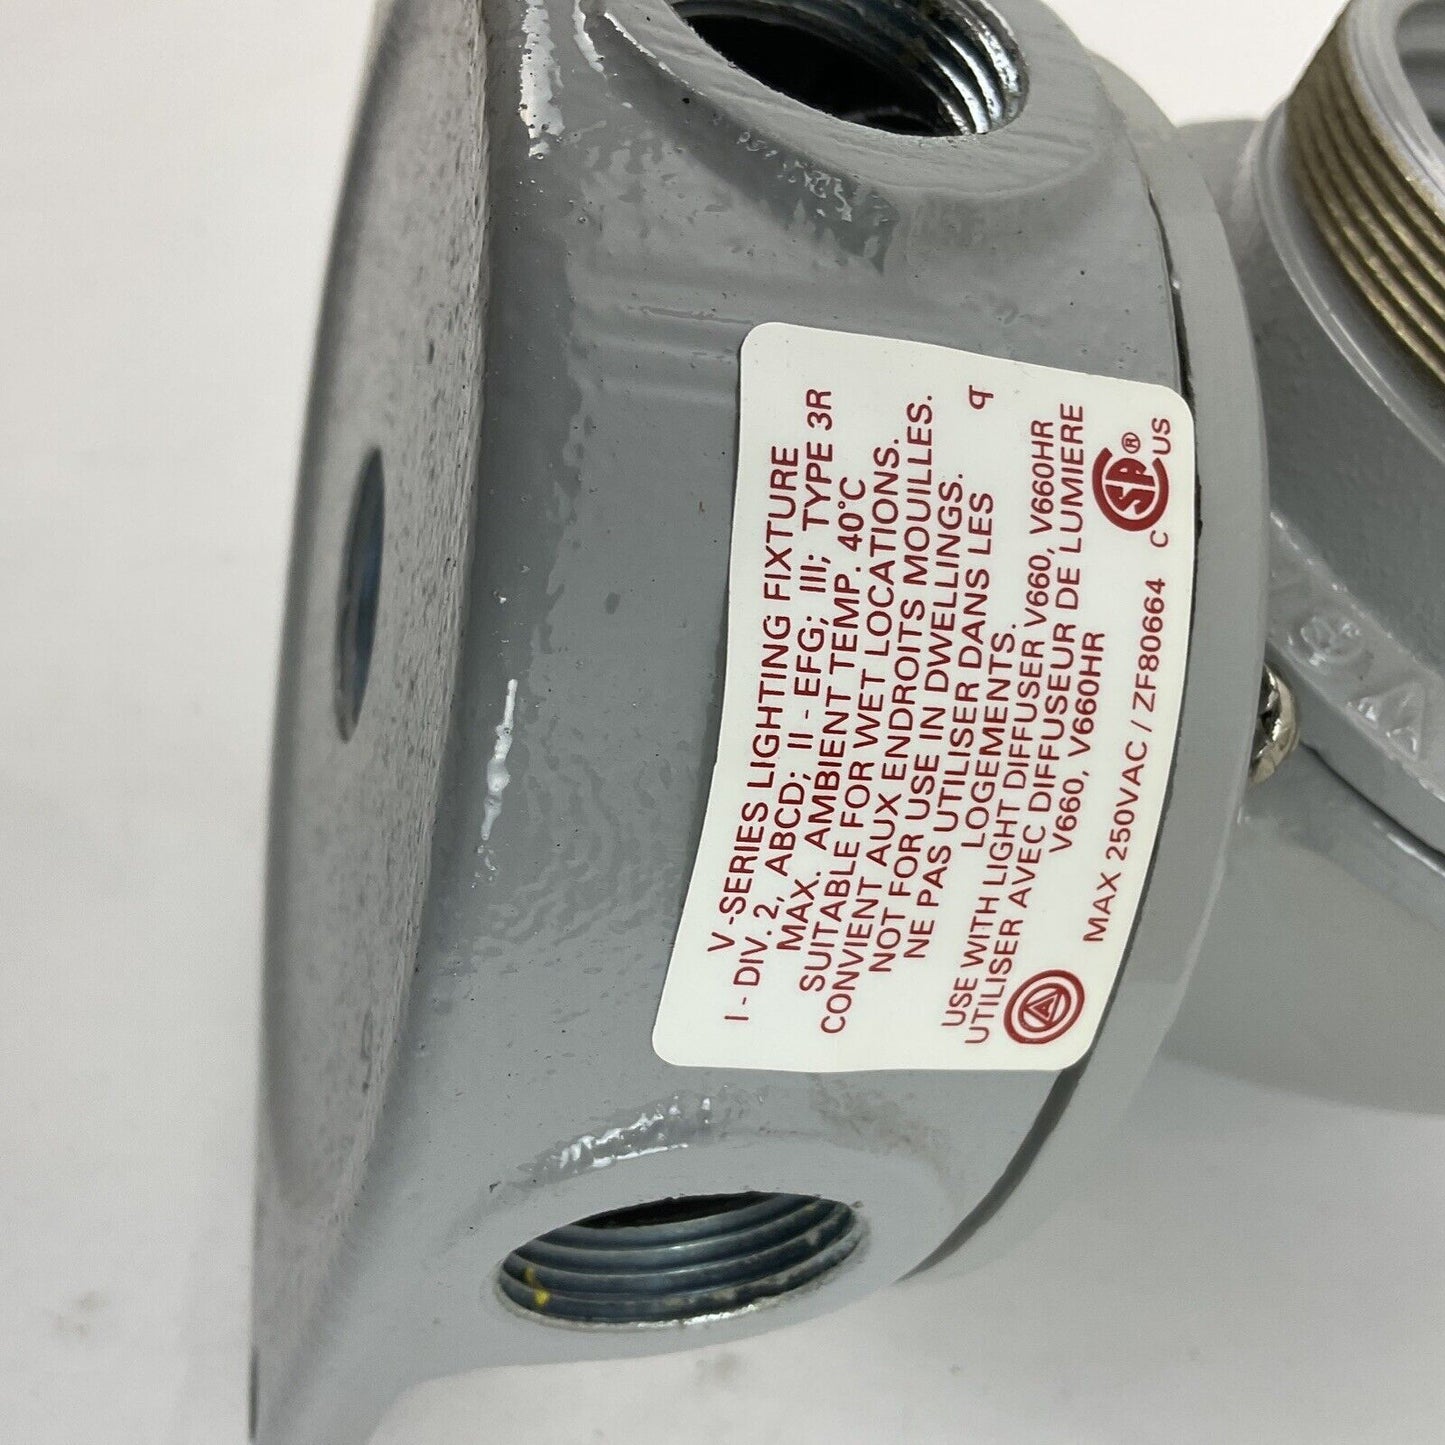 V-SERIES LIGHTING FIXTURE
I - DIV. 2, ABCD; II - EFG; III; TYPE 3R
MAX. AMBIENT TEMP. 40°C
SUITABLE FOR WET LOCATIONS.
CONVIENT AUX ENDROITS MOUILLES.
NOT FOR USE IN DWELLINGS.
NE PAS UTILISER DANS LES
LOGEMENTS.
USE WITH LIGHT DIFFUSER V660, V660HR
UTILISER AVEC DIFFUSEUR DE LUMIERE
V660, V660HR
MAX 250VAC / ZF80664
C SA ® US